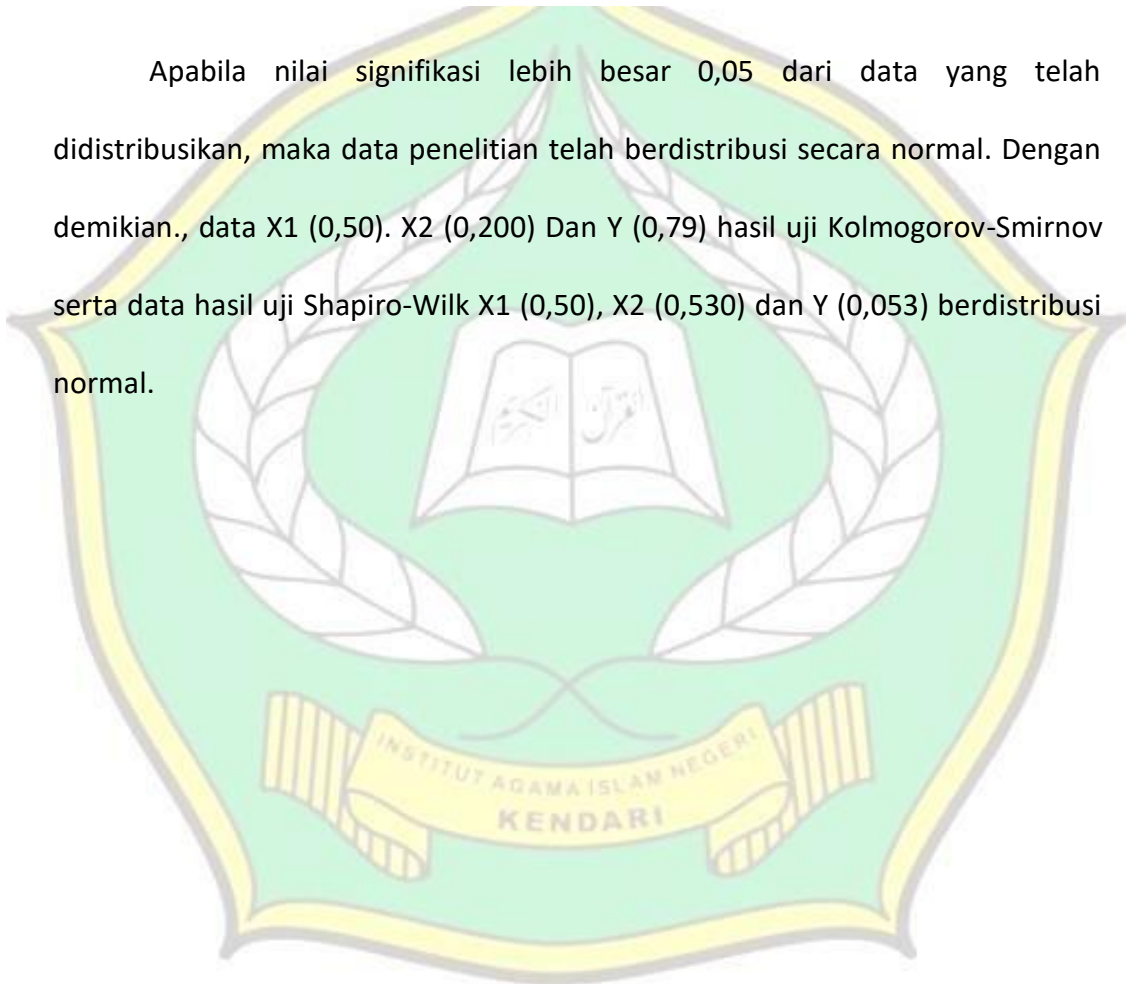 Apabila nilai signifikasi lebih besar 0,05 dari data yang telah
didistribusikan, maka data penelitian telah berdistribusi secara normal. Dengan
demikian., data X1 (0,50). X2 (0,200) Dan Y (0,79) hasil uji Kolmogorov-Smirnov
serta data hasil uji Shapiro-Wilk X1 (0,50), X2 (0,530) dan Y (0,053) berdistribusi
normal.
INSTITUT AGAMA ISLAM NEGERI
KENDARI